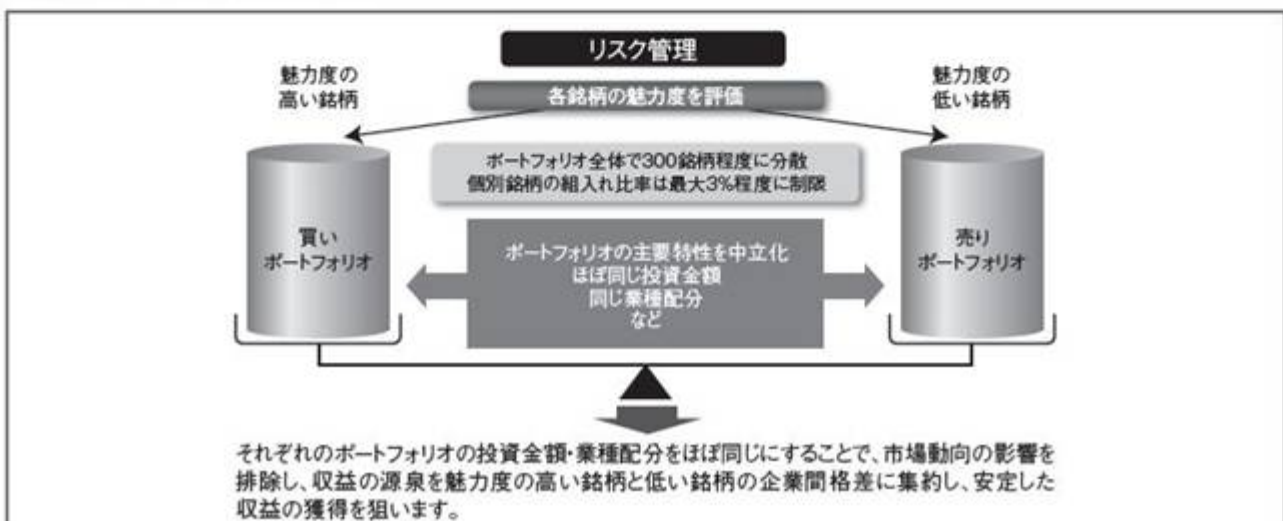 リスク管理
魅力度の
高い銘柄
各銘柄の魅力度を評価
魅力度の
低い銘柄
ポートフォリオ全体で300銘柄程度に分散
個別銘柄の組入れ比率は最大3%程度に制限
買い
ポートフォリオ
ポートフォリオの主要特性を中立化
ほぼ同じ投資金額
同じ業種配分
など
売り
ポートフォリオ
それぞれのポートフォリオの投資金額・業種配分をほぼ同じにすることで、市場動向の影響を
排除し、収益の源泉を魅力度の高い銘柄と低い銘柄の企業間格差に集約し、安定した
収益の獲得を狙います。